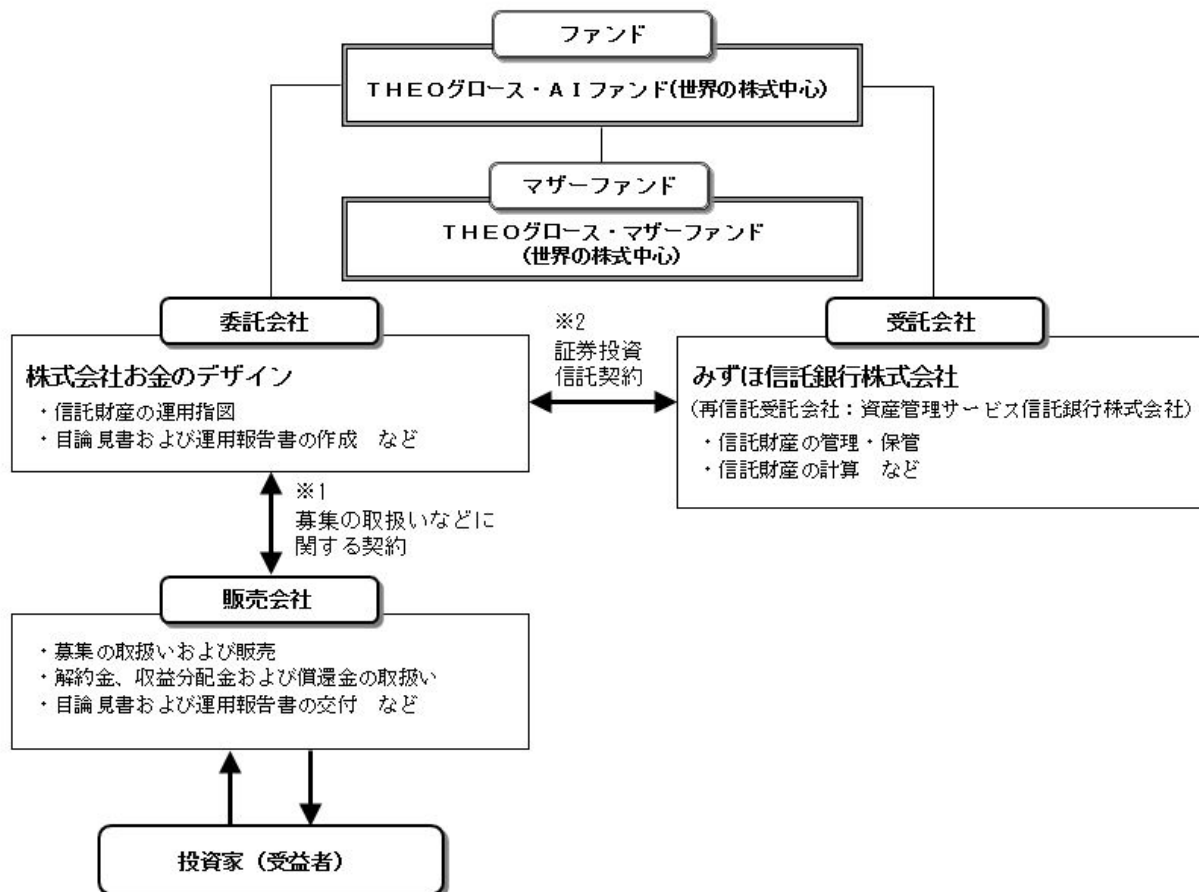 ファンド
THEOグロース・AIファンド(世界の株式中心)
マザーファンド
THEOグロース・マザーファンド
(世界の株式中心)
委託会社
株式会社お金のデザイン
・信託財産の運用指図
・目論見書および運用報告書の作成 など
※2
証券投資
信託契約
受託会社
みずほ信託銀行株式会社
(再信託受託会社:資産管理サービス信託銀行株式会社)
・信託財産の管理・保管
・信託財産の計算 など
※1
募集の取扱いなどに
関する契約
販売会社
・募集の取扱いおよび販売
・解約金、収益分配金および償還金の取扱い
・目論見書および運用報告書の交付 など
投資家(受益者)